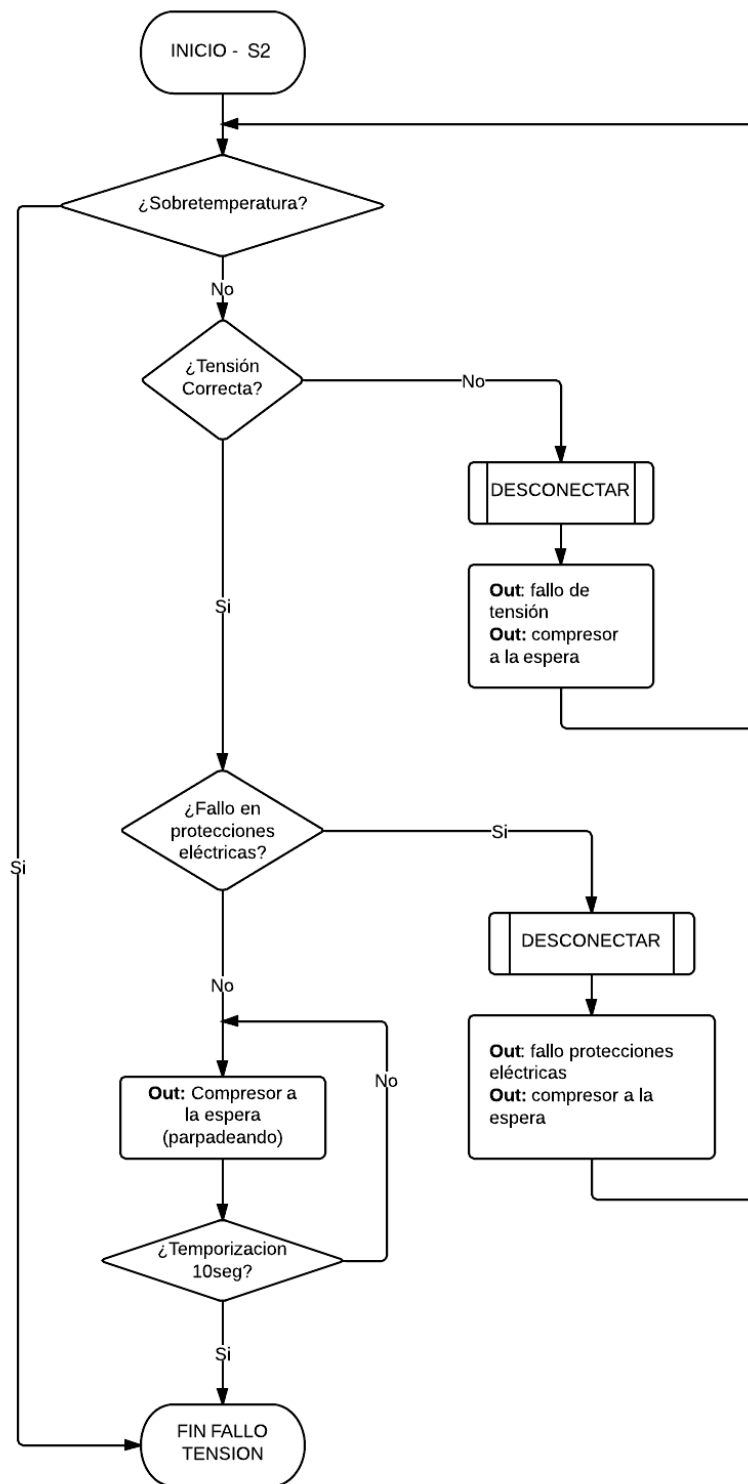 INICIO - S2
¿Sobretemperatura?
No
¿Tensión
Correcta?
No
DESCONECTAR
Out: fallo de
tensión
Out: compresor
a la espera
Si
¿Fallo en
protecciones
eléctricas?
Si
Si
DESCONECTAR
No
Out: fallo protecciones
eléctricas
Out: compresor a la
espera
No
Out: Compresor a
la espera
(parpadeando)
¿Temporizacion
10seg?
Si
FIN FALLO
TENSION